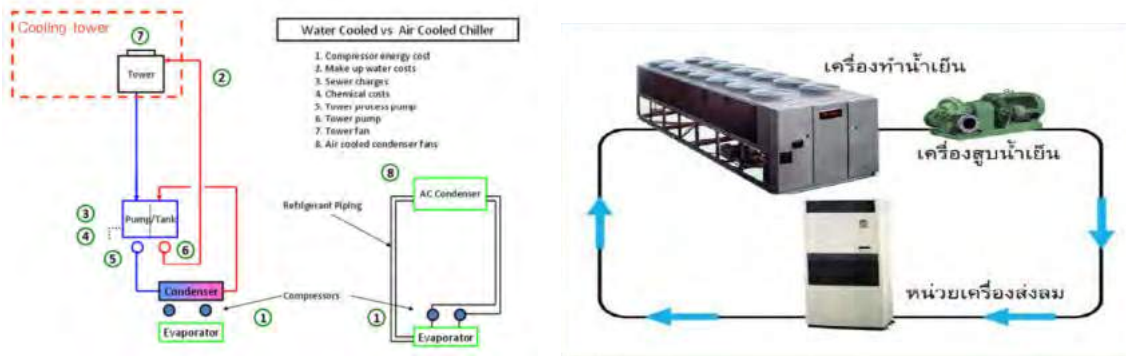 Cooling tower
⑦
Tower
②
③
④
Pump/Tank
⑤
⑥
Condenser
Evaporator
①
Water Cooled vs Air Cooled Chiller
1. Compressor energy cost
2. Make up water costs
3. Sewer charges
4. Chemical costs
5. Tower process pump
6. Tower pump
7. Tower fan
8. Air cooled condenser fans
⑧
AC Condenser
Refrigerant Piping
Compressors
①
Evaporator
เครื่องทำน้ำเย็น
เครื่องสูบน้ำเย็น
หน่วยเครื่องส่งลม